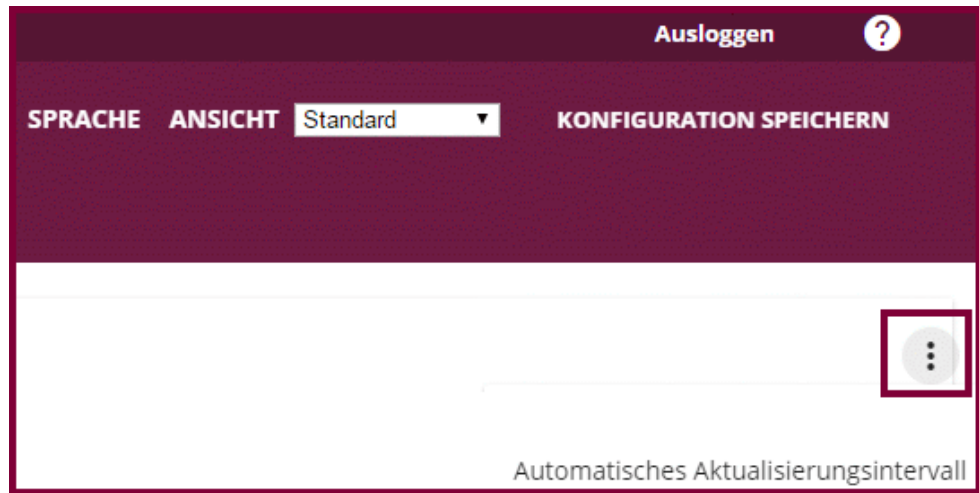 Ausloggen ?
SPRACHE ANSICHT Standard KONFIGURATION SPEICHERN
Automatisches Aktualisierungsintervall